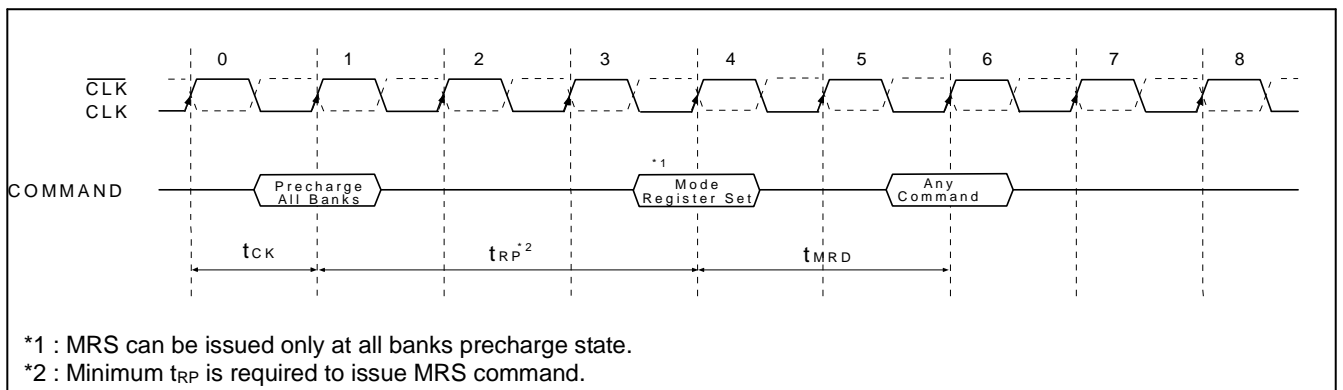 0 1 2 3 4 5 6 7 8
CLK
CLK
COMMAND
Precharge
All Banks
*1
Mode
Register Set
Any
Command
tCK
tRP*2
tMRD
*1 : MRS can be issued only at all banks precharge state.
*2 : Minimum tRP is required to issue MRS command.